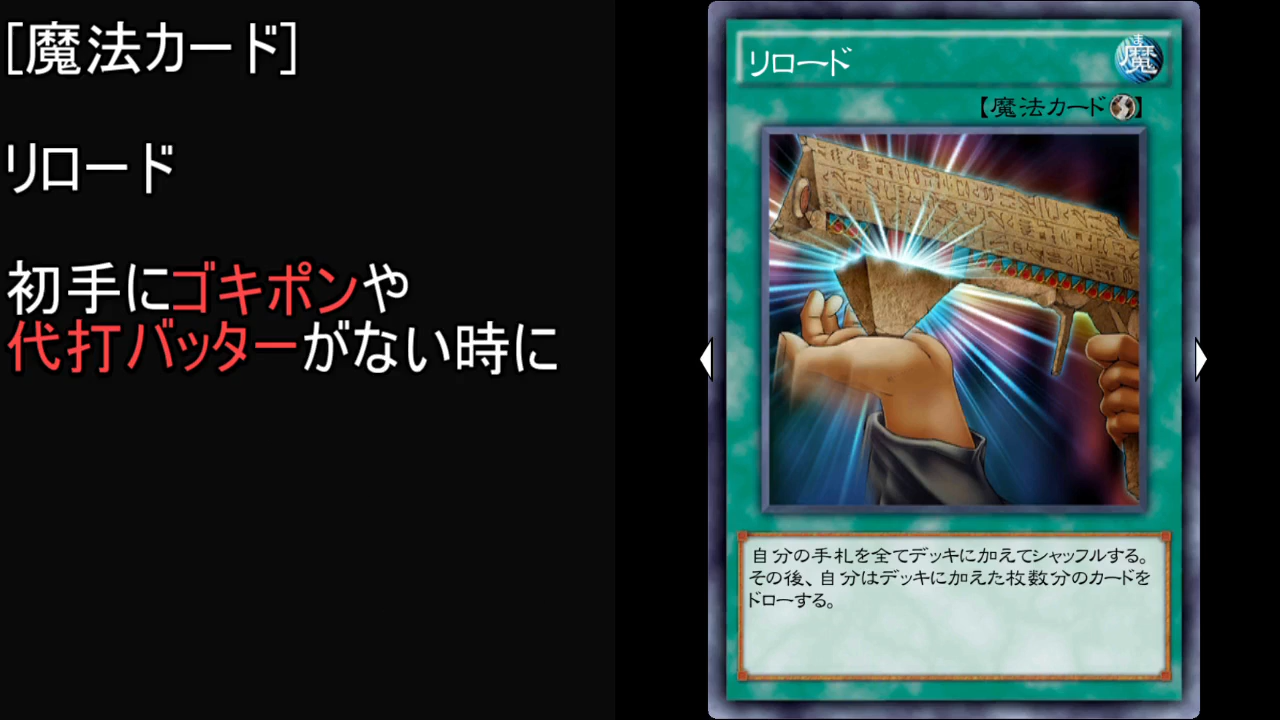 [魔法カード]
リロード
初手にゴキポンや
代打バッターがない時に
リロード
魔
ま
【魔法カード】
自分の手札を全てデッキに加えてシャッフルする。
その後、自分はデッキに加えた枚数分のカードを
ドローする。